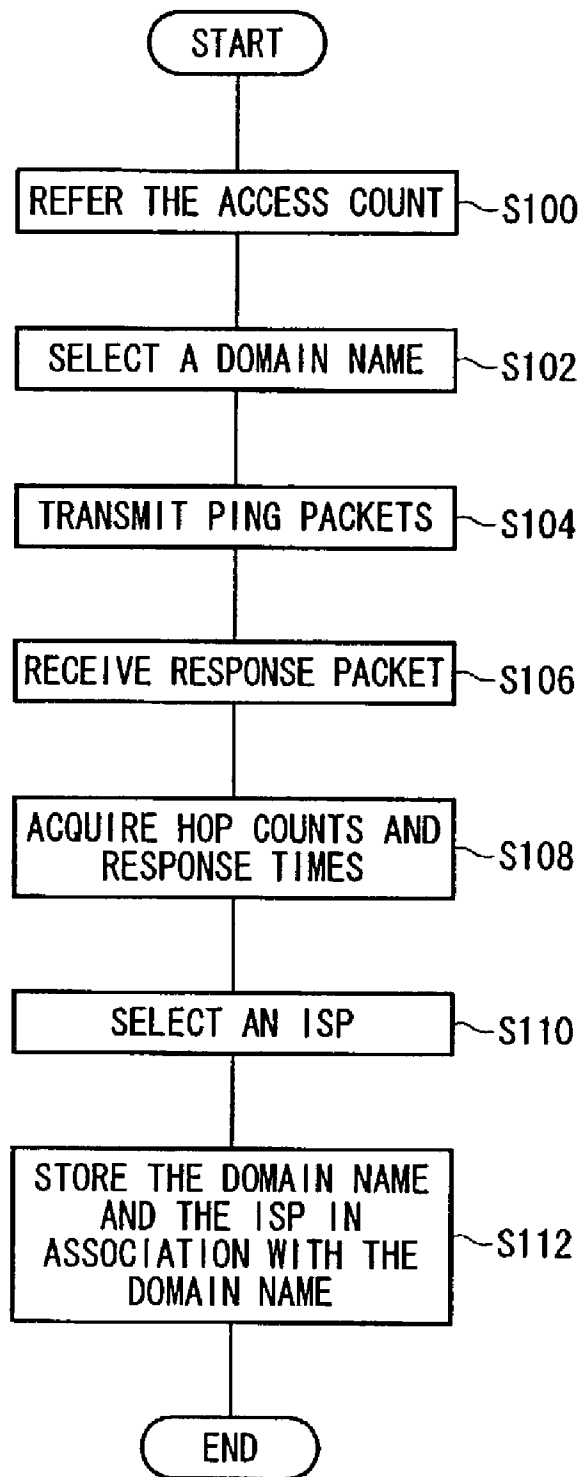 START
REFER THE ACCESS COUNT
S100
SELECT A DOMAIN NAME
S102
TRANSMIT PING PACKETS
S104
RECEIVE RESPONSE PACKET
S106
ACQUIRE HOP COUNTS AND
RESPONSE TIMES
S108
SELECT AN ISP
S110
STORE THE DOMAIN NAME
AND THE ISP IN
ASSOCIATION WITH THE
DOMAIN NAME
S112
END